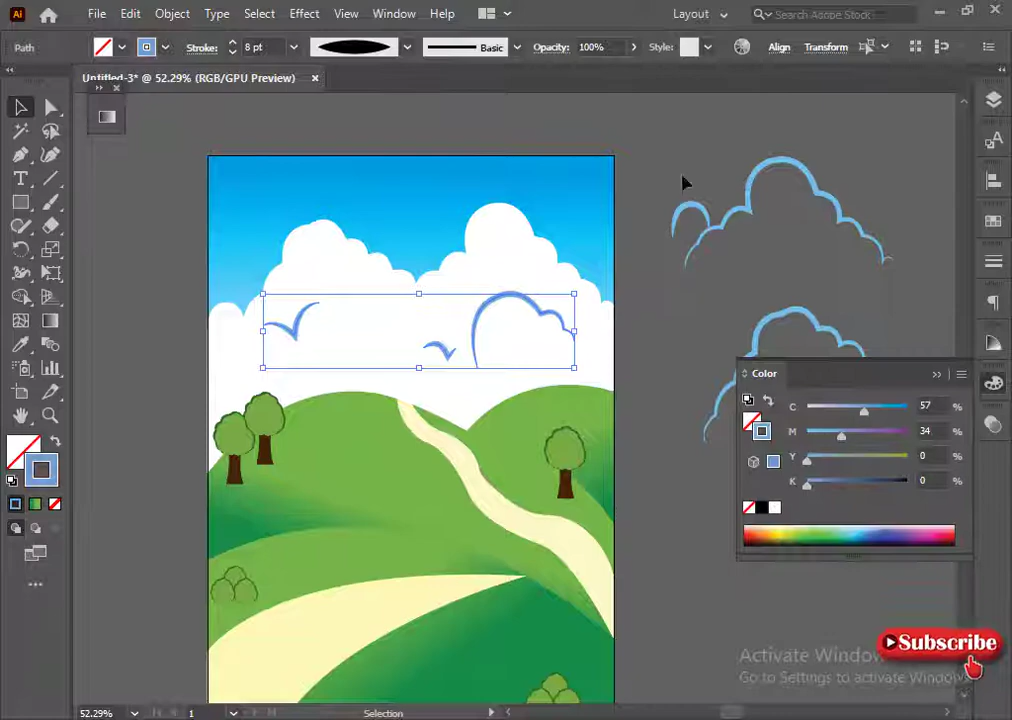 Ai File Edit Object Type Select Effect View Window Help Layout Search Adobe Stock
Path Stroke: 8 pt Basic Opacity: 100% Style: Align Transform
Untitled-3* @ 52.29% (RGB/GPU Preview)
Color
C 57 %
M 34 %
Y 0 %
K 0 %
Subscribe
Activate Window
Go to Settings to activate Windows
52.29% 1 Selection